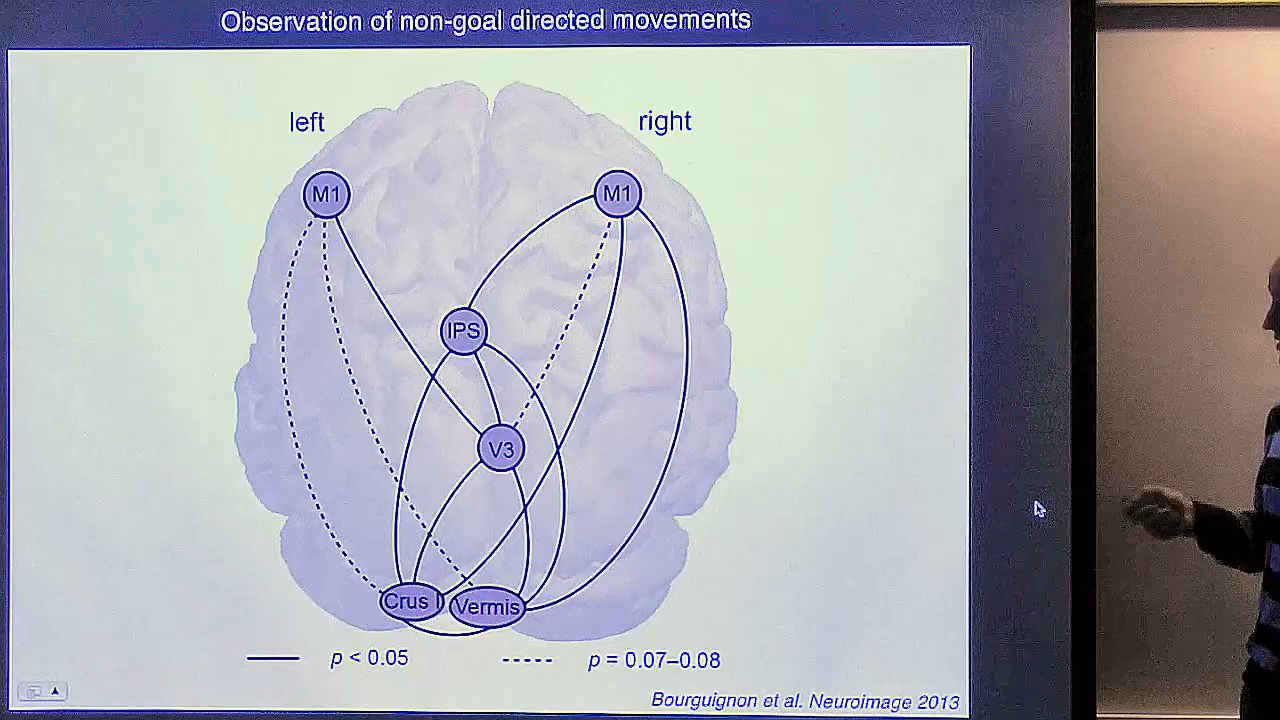 Observation of non-goal directed movements
left
right
M1
M1
IPS
V3
Crus I
Vermis
p < 0.05
p = 0.07–0.08
Bourguignon et al. Neuroimage 2013